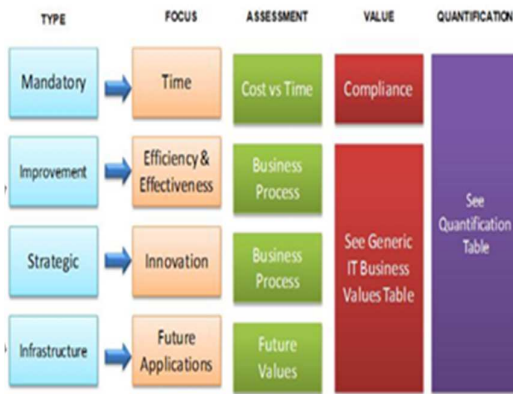 TYPE
FOCUS
ASSESSMENT
VALUE
QUANTIFICATION
Mandatory
Time
Cost vs Time
Compliance
Improvement
Efficiency &
Effectiveness
Business
Process
Strategic
Innovation
Business
Process
See Generic
IT Business
Values Table
See
Quantification
Table
Infrastructure
Future
Applications
Future
Values